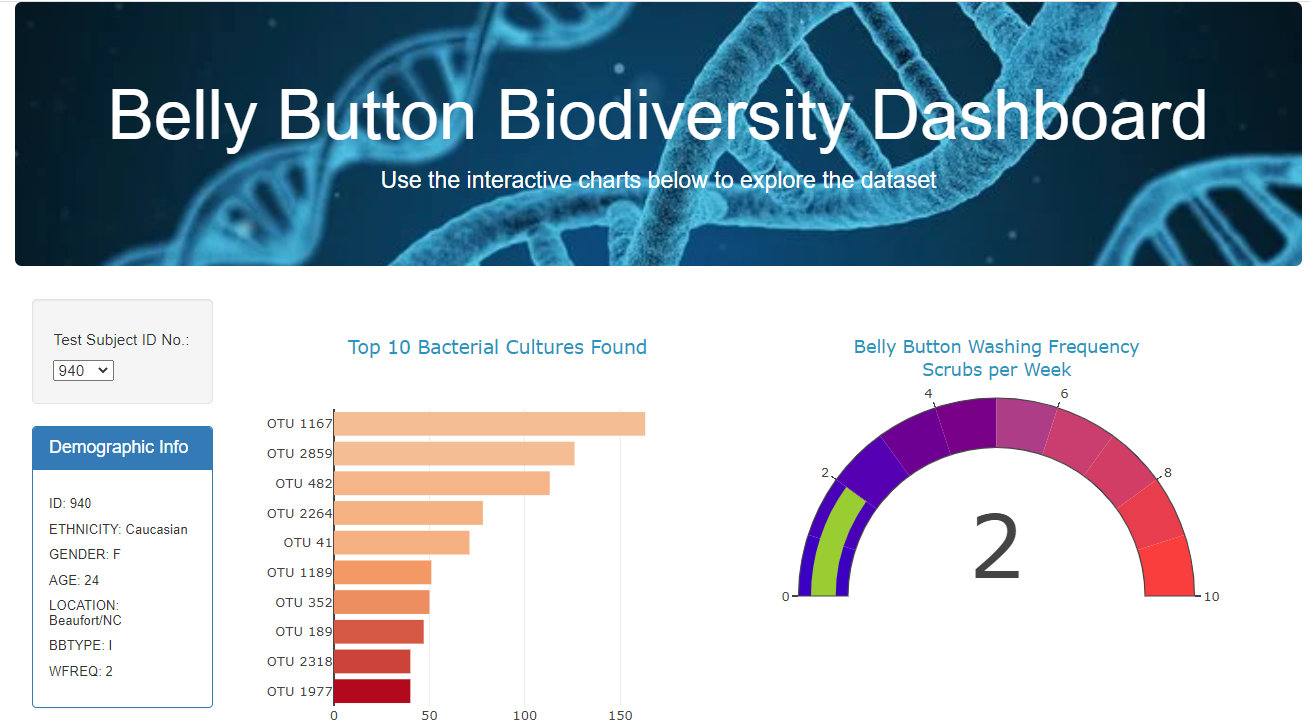 Belly Button Biodiversity Dashboard
Use the interactive charts below to explore the dataset
Test Subject ID No.:
940
Demographic Info
ID: 940
ETHNICITY: Caucasian
GENDER: F
AGE: 24
LOCATION:
Beaufort/NC
BBTYPE: I
WFREQ: 2
Top 10 Bacterial Cultures Found
OTU 1167
OTU 2859
OTU 482
OTU 2264
OTU 41
OTU 1189
OTU 352
OTU 189
OTU 2318
OTU 1977
0 50 100 150
Belly Button Washing Frequency
Scrubs per Week
4 6
2 8
2
0 10